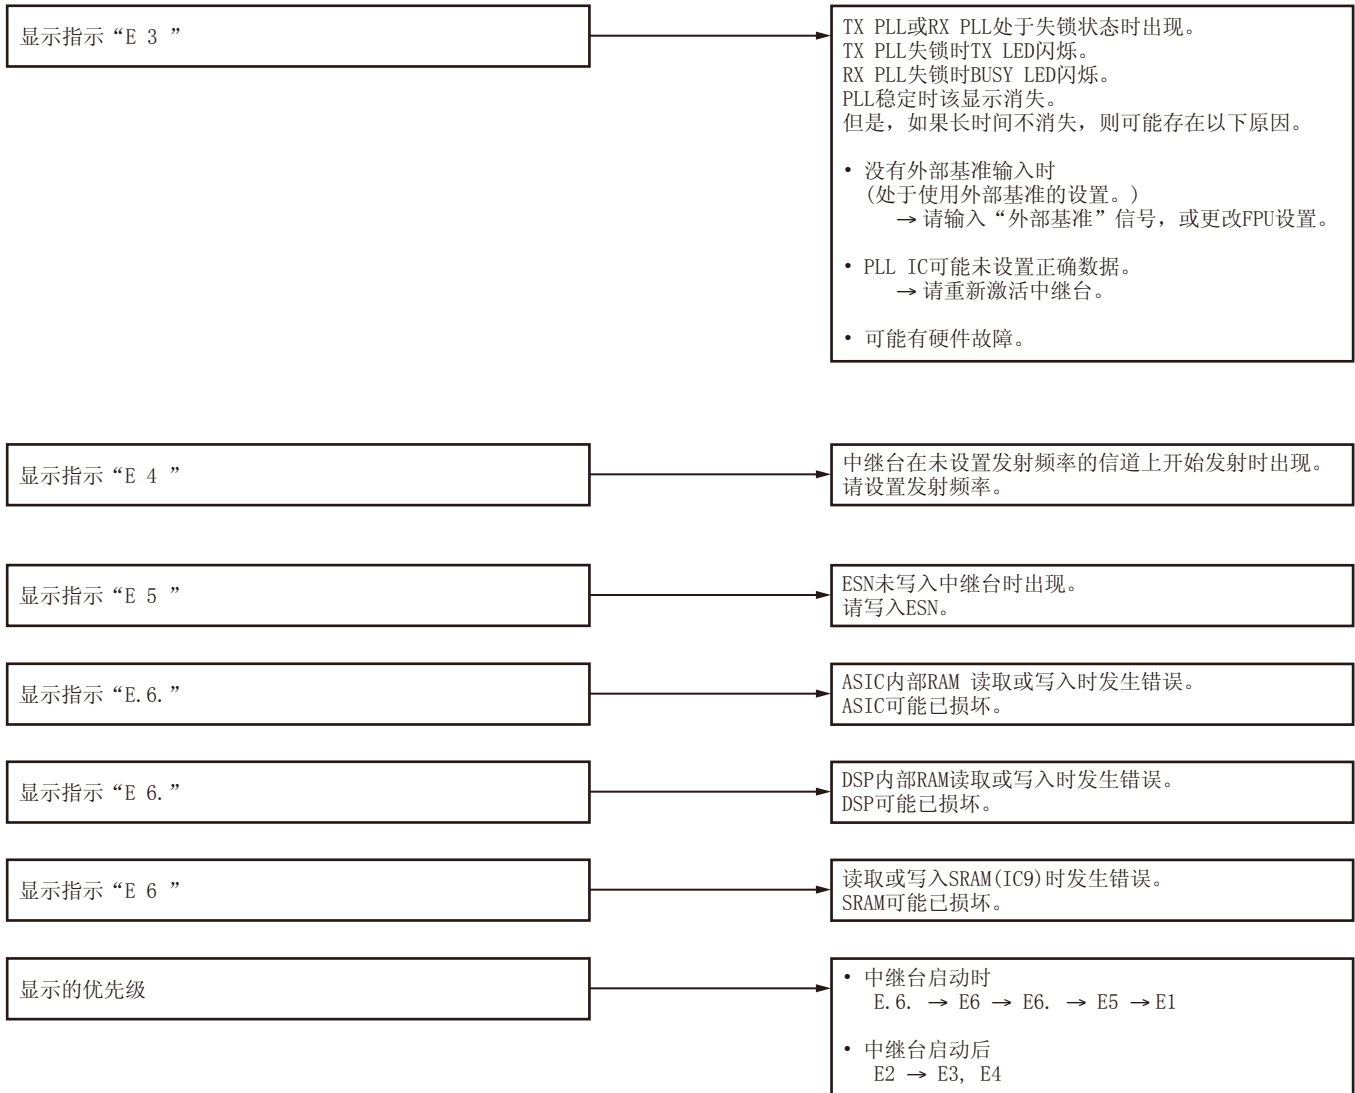 显示指示“E 3 ”
TX PLL或RX PLL处于失锁状态时出现。
TX PLL失锁时TX LED闪烁。
RX PLL失锁时BUSY LED闪烁。
PLL稳定时该显示消失。
但是，如果长时间不消失，则可能存在以下原因。
• 没有外部基准输入时
(处于使用外部基准的设置。)
→ 请输入“外部基准”信号，或更改FPU设置。
• PLL IC可能未设置正确数据。
→ 请重新激活中继台。
• 可能有硬件故障。
显示指示“E 4 ”
中继台在未设置发射频率的信道上开始发射时出现。
请设置发射频率。
显示指示“E 5 ”
ESN未写入中继台时出现。
请写入ESN。
显示指示“E.6.”
ASIC内部RAM 读取或写入时发生错误。
ASIC可能已损坏。
显示指示“E 6.”
DSP内部RAM读取或写入时发生错误。
DSP可能已损坏。
显示指示“E 6 ”
读取或写入SRAM(IC9)时发生错误。
SRAM可能已损坏。
显示的优先级
• 中继台启动时
E.6. → E6 → E6. → E5 → E1
• 中继台启动后
E2 → E3, E4